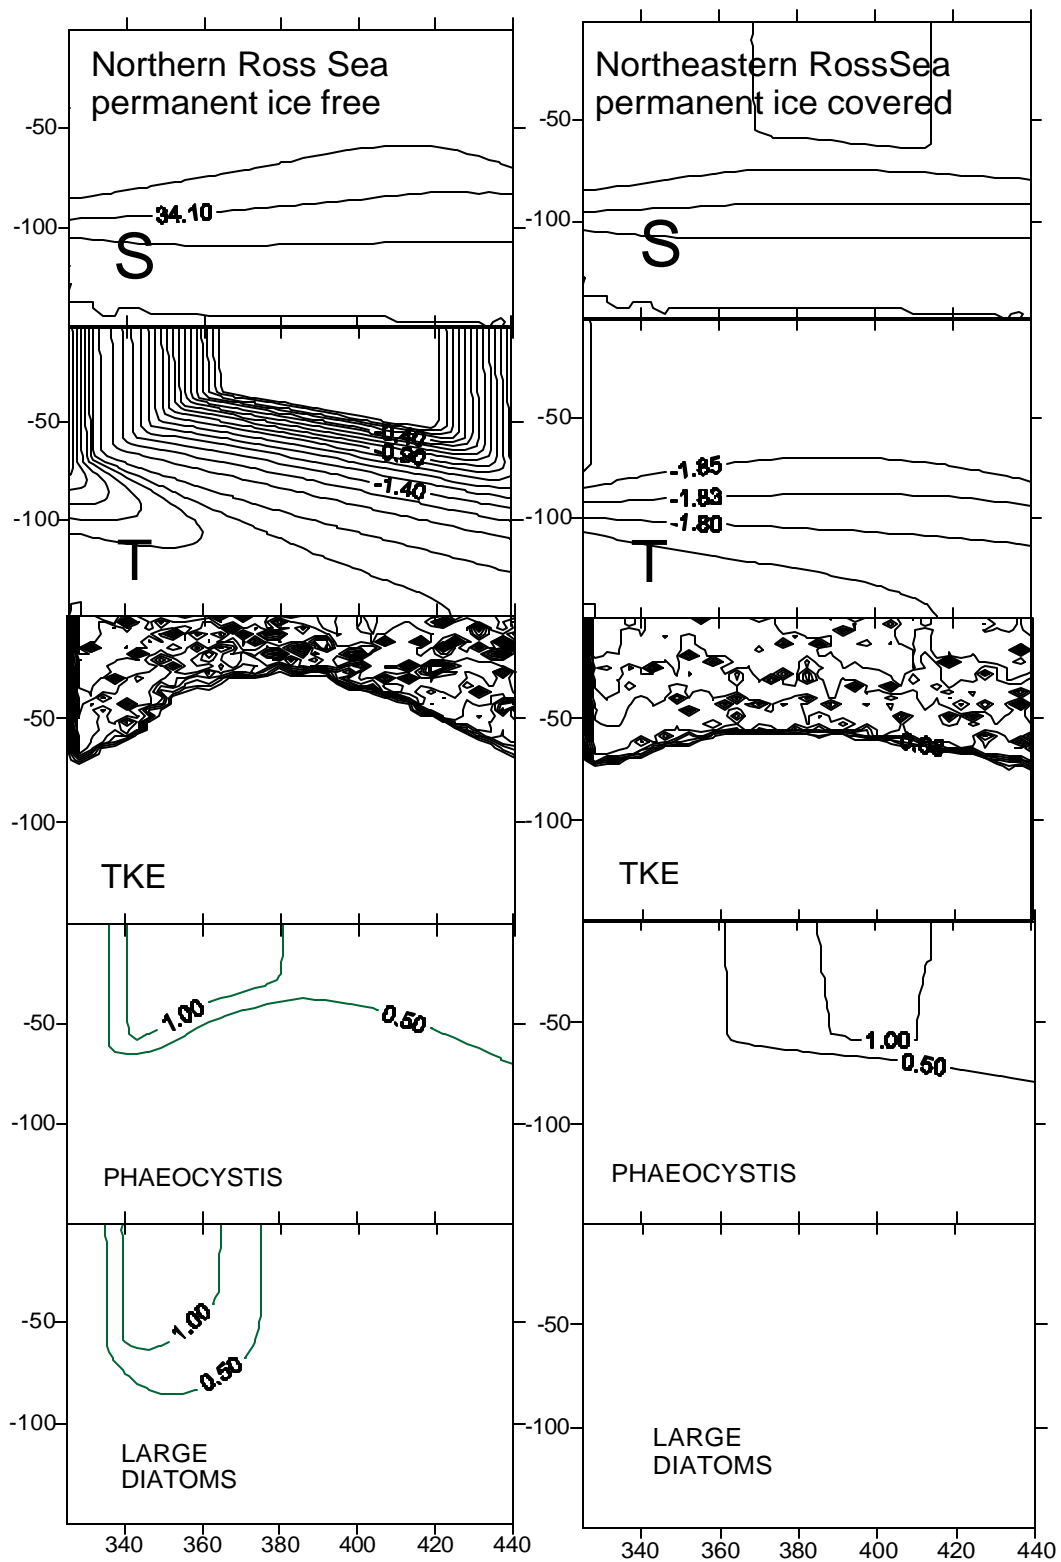 Northern Ross Sea
permanent ice free
-50
34.10
-100
S
-50
-0.40
-0.90
-1.40
-100
T
-50
-100
TKE
1.00
0.50
-50
-100
PHAEOCYSTIS
1.00
-50
0.50
-100
LARGE
DIATOMS
340 360 380 400 420 440
Northeastern RossSea
permanent ice covered
-50
-100
S
-50
-1.85
-1.83
-100
-1.80
T
-50
-100
TKE
-50
1.00
0.50
-100
PHAEOCYSTIS
-50
-100
LARGE
DIATOMS
340 360 380 400 420 440